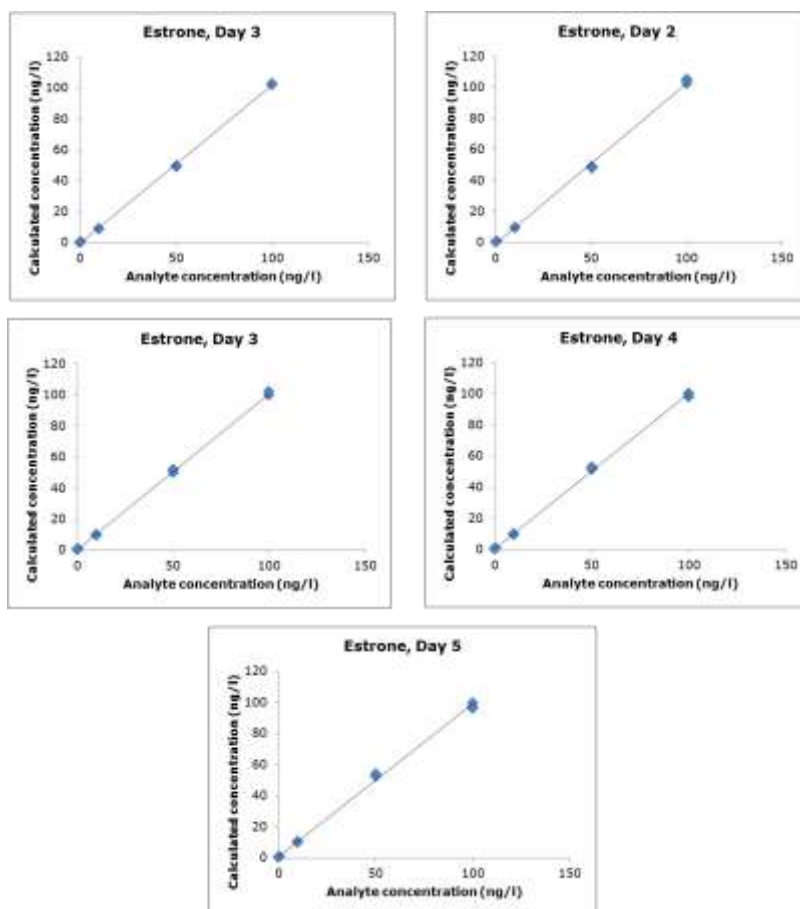 Estrone, Day 3
Calculated concentration (ng/l)
120
100
80
60
40
20
0
0 50 100 150
Analyte concentration (ng/l)
Estrone, Day 2
Calculated concentration (ng/l)
120
100
80
60
40
20
0
0 50 100 150
Analyte concentration (ng/l)
Estrone, Day 3
Calculated concentration (ng/l)
120
100
80
60
40
20
0
0 50 100 150
Analyte concentration (ng/l)
Estrone, Day 4
Calculated concentration (ng/l)
120
100
80
60
40
20
0
0 50 100 150
Analyte concentration (ng/l)
Estrone, Day 5
Calculated concentration (ng/l)
120
100
80
60
40
20
0
0 50 100 150
Analyte concentration (ng/l)